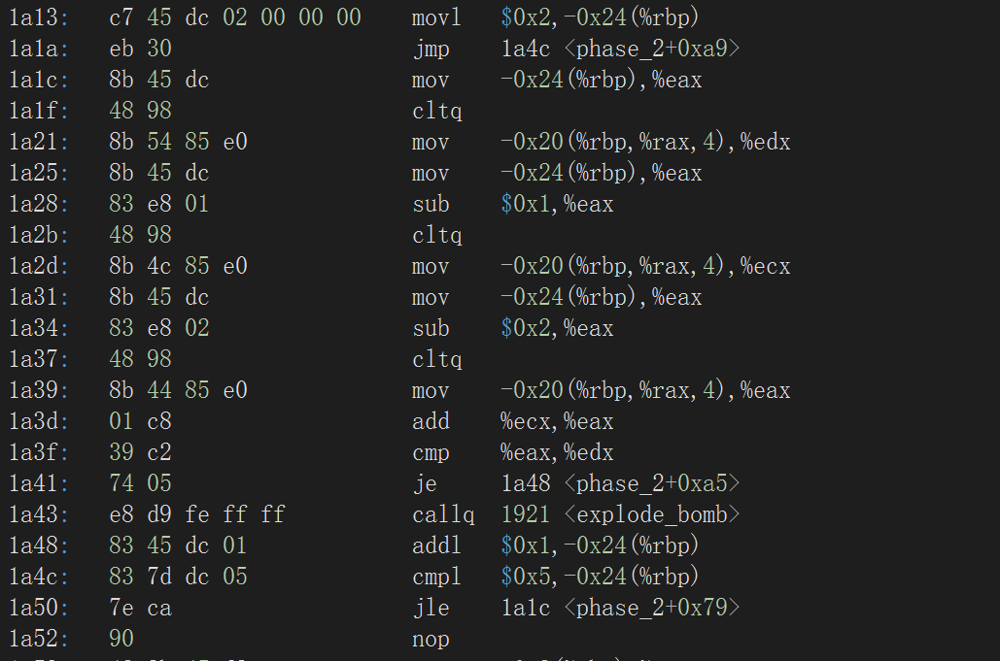 1a13: c7 45 dc 02 00 00 00 movl $0x2,-0x24(%rbp)
1a1a: eb 30 jmp 1a4c <phase_2+0xa9>
1a1c: 8b 45 dc mov -0x24(%rbp),%eax
1a1f: 48 98 cltq
1a21: 8b 54 85 e0 mov -0x20(%rbp,%rax,4),%edx
1a25: 8b 45 dc mov -0x24(%rbp),%eax
1a28: 83 e8 01 sub $0x1,%eax
1a2b: 48 98 cltq
1a2d: 8b 4c 85 e0 mov -0x20(%rbp,%rax,4),%ecx
1a31: 8b 45 dc mov -0x24(%rbp),%eax
1a34: 83 e8 02 sub $0x2,%eax
1a37: 48 98 cltq
1a39: 8b 44 85 e0 mov -0x20(%rbp,%rax,4),%eax
1a3d: 01 c8 add %ecx,%eax
1a3f: 39 c2 cmp %eax,%edx
1a41: 74 05 je 1a48 <phase_2+0xa5>
1a43: e8 d9 fe ff ff callq 1921 <explode_bomb>
1a48: 83 45 dc 01 addl $0x1,-0x24(%rbp)
1a4c: 83 7d dc 05 cmpl $0x5,-0x24(%rbp)
1a50: 7e ca jle 1a1c <phase_2+0x79>
1a52: 90 nop